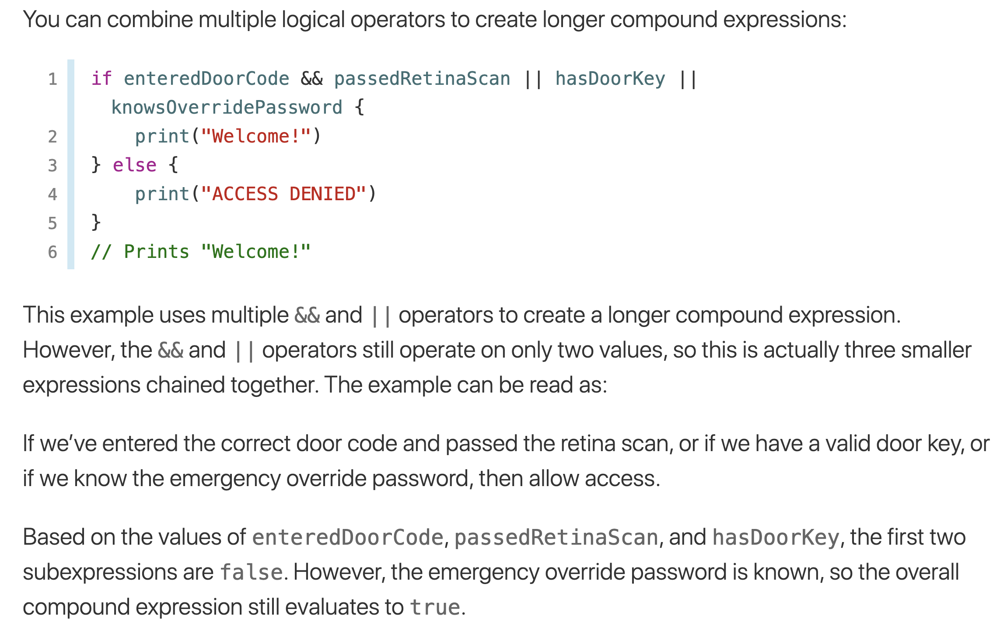 You can combine multiple logical operators to create longer compound expressions:
1 if enteredDoorCode && passedRetinaScan || hasDoorKey ||
knowsOverridePassword {
2 print("Welcome!")
3 } else {
4 print("ACCESS DENIED")
5 }
6 // Prints "Welcome!"
This example uses multiple && and || operators to create a longer compound expression.
However, the && and || operators still operate on only two values, so this is actually three smaller
expressions chained together. The example can be read as:
If we’ve entered the correct door code and passed the retina scan, or if we have a valid door key, or
if we know the emergency override password, then allow access.
Based on the values of enteredDoorCode, passedRetinaScan, and hasDoorKey, the first two
subexpressions are false. However, the emergency override password is known, so the overall
compound expression still evaluates to true.